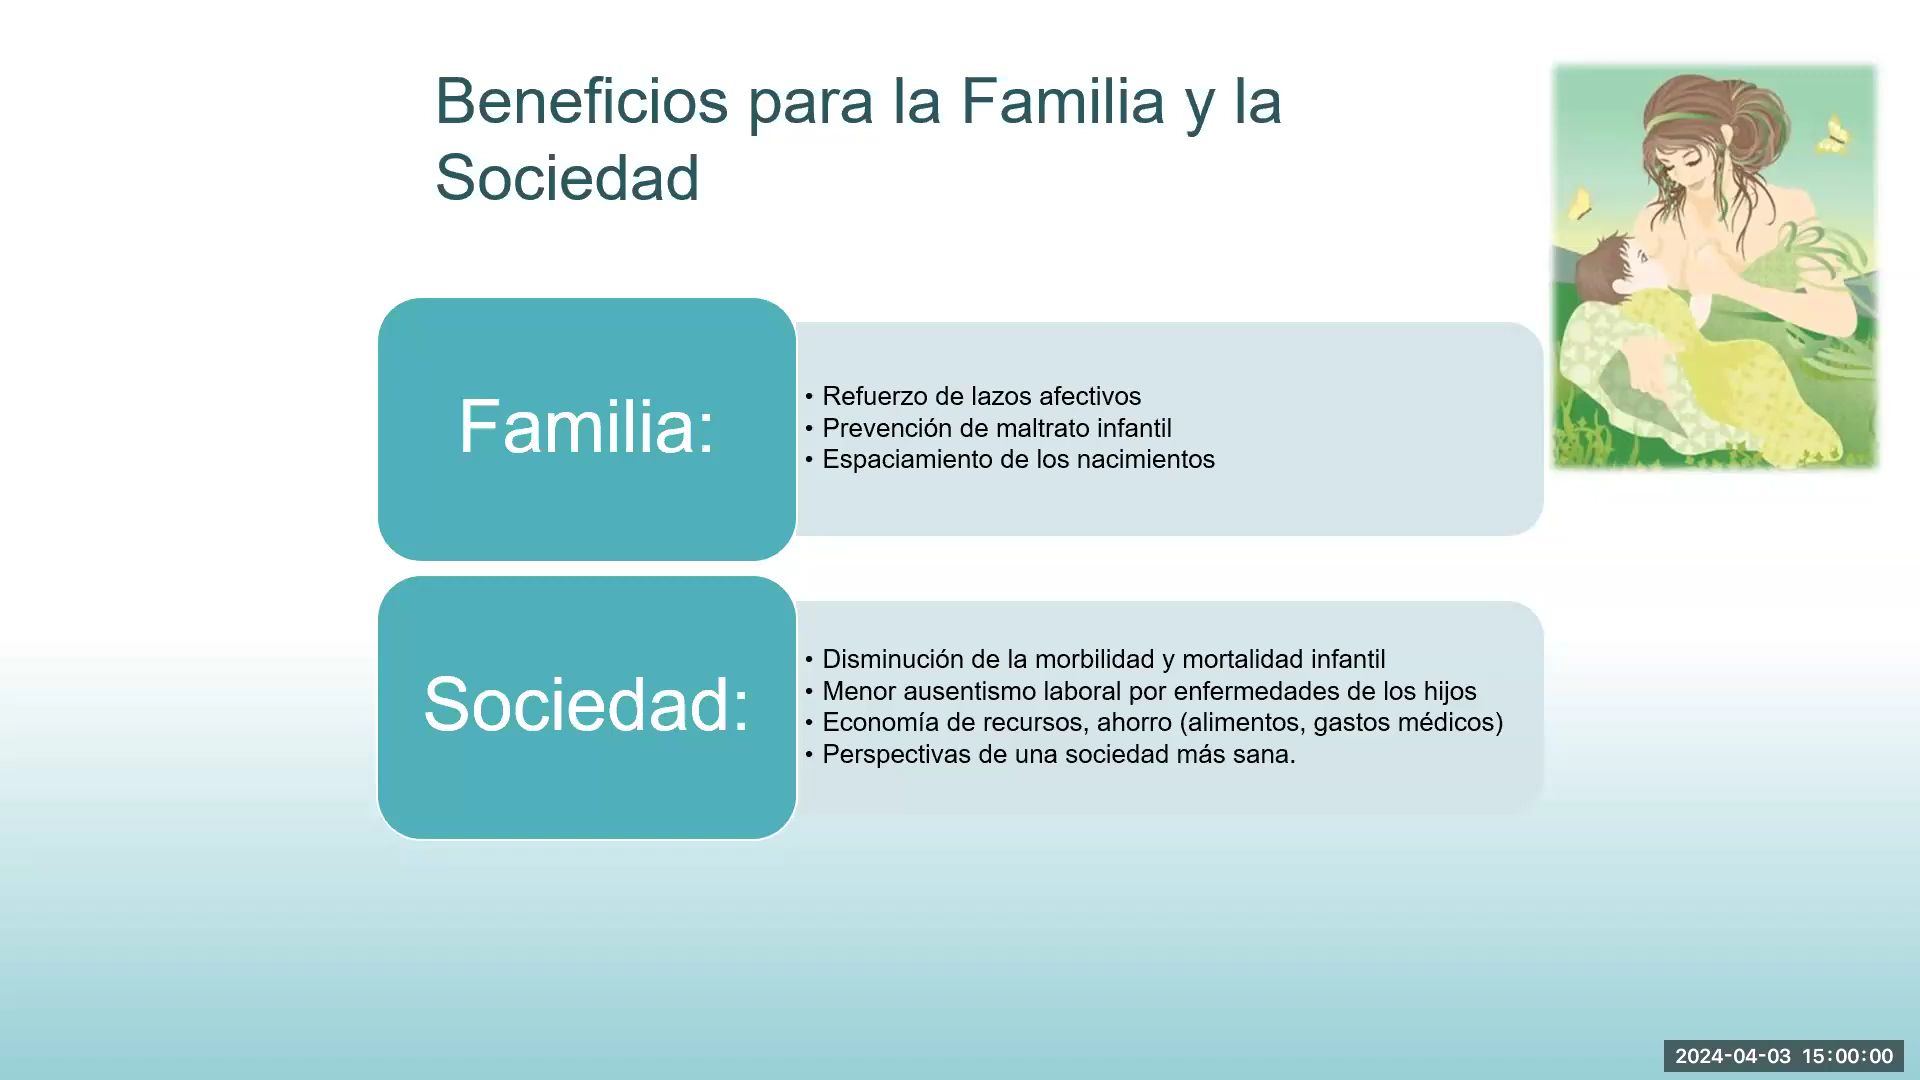 Beneficios para la Familia y la
Sociedad
Familia:
• Refuerzo de lazos afectivos
• Prevención de maltrato infantil
• Espaciamiento de los nacimientos
Sociedad:
• Disminución de la morbilidad y mortalidad infantil
• Menor ausentismo laboral por enfermedades de los hijos
• Economía de recursos, ahorro (alimentos, gastos médicos)
• Perspectivas de una sociedad más sana.
2024-04-03 15:00:00